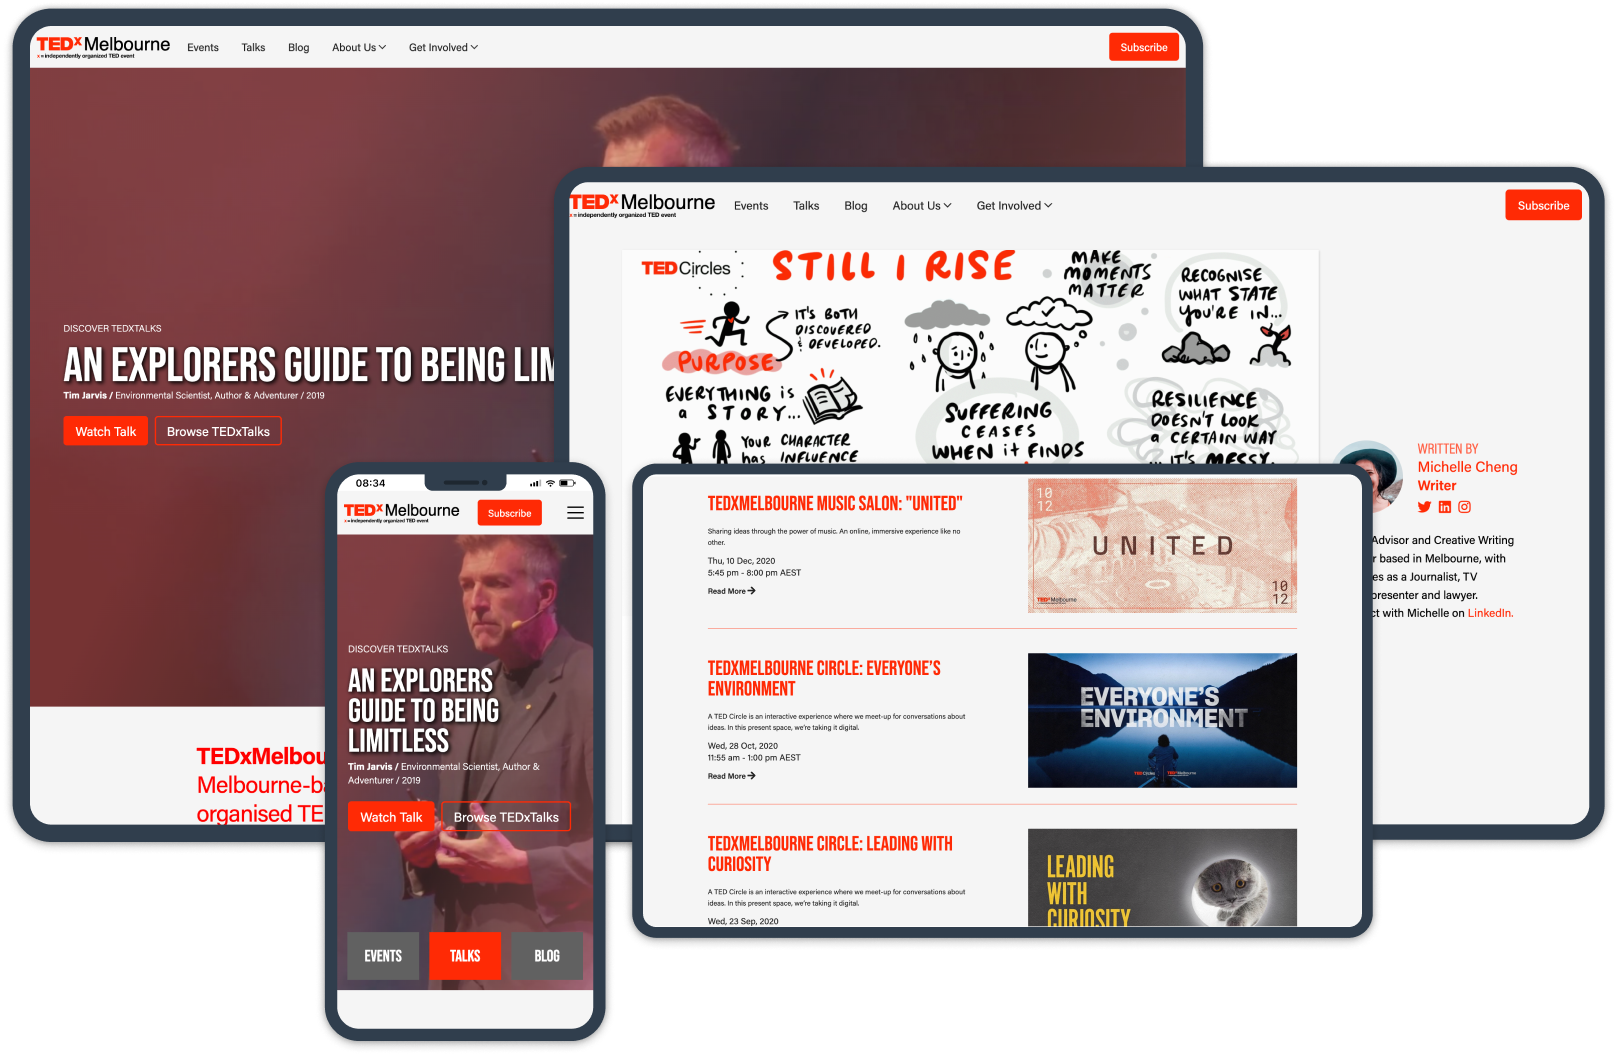 TEDx Melbourne
x = independently organized TED event
Events
Talks
Blog
About Us
Get Involved
Subscribe
DISCOVER TEDXTALKS
AN EXPLORERS GUIDE TO BEING LIM
Tim Jarvis / Environmental Scientist, Author & Adventurer / 2019
Watch Talk
Browse TEDxTalks
TEDxMelbou
Melbourne-ba
organised TE
TEDx Melbourne
x = independently organized TED event
Events
Talks
Blog
About Us
Get Involved
Subscribe
TEDCircles
STILL I RISE
MAKE
MOMENTS
MATTER
RECOGNISE
WHAT STATE
YOU'RE IN...
IT'S BOTH
DISCOVERED
& DEVELOPED.
PURPOSE
EVERYTHING is
a STORY...
YOUR CHARACTER
has INFLUENCE
SUFFERING
CEASES
WHEN it FINDS
RESILIENCE
DOESN'T LOOK
a CERTAIN WAY
IT'S MESSY.
WRITTEN BY
Michelle Cheng
Writer
Advisor and Creative Writing
r based in Melbourne, with
es as a Journalist, TV
presenter and lawyer.
ct with Michelle on LinkedIn.
08:34
TEDx Melbourne
x = independently organized TED event
Subscribe
DISCOVER TEDXTALKS
AN EXPLORERS
GUIDE TO BEING
LIMITLESS
Tim Jarvis / Environmental Scientist, Author &
Adventurer / 2019
Watch Talk
Browse TEDxTalks
EVENTS
TALKS
BLOG
TEDXMELBOURNE MUSIC SALON: "UNITED"
Sharing ideas through the power of music. An online, immersive experience like no
other.
Thu, 10 Dec, 2020
5:45 pm - 8:00 pm AEST
Read More
10
12
UNITED
TEDxMelbourne
10
12
TEDXMELBOURNE CIRCLE: EVERYONE'S
ENVIRONMENT
A TED Circle is an interactive experience where we meet-up for conversations about
ideas. In this present space, we're taking it digital.
Wed, 28 Oct, 2020
11:55 am - 1:00 pm AEST
Read More
EVERYONE'S
ENVIRONMENT
TEDCircles
TEDxMelbourne
TEDXMELBOURNE CIRCLE: LEADING WITH
CURIOSITY
A TED Circle is an interactive experience where we meet-up for conversations about
ideas. In this present space, we're taking it digital.
Wed, 23 Sep, 2020
LEADING
WITH
CURIOSITY